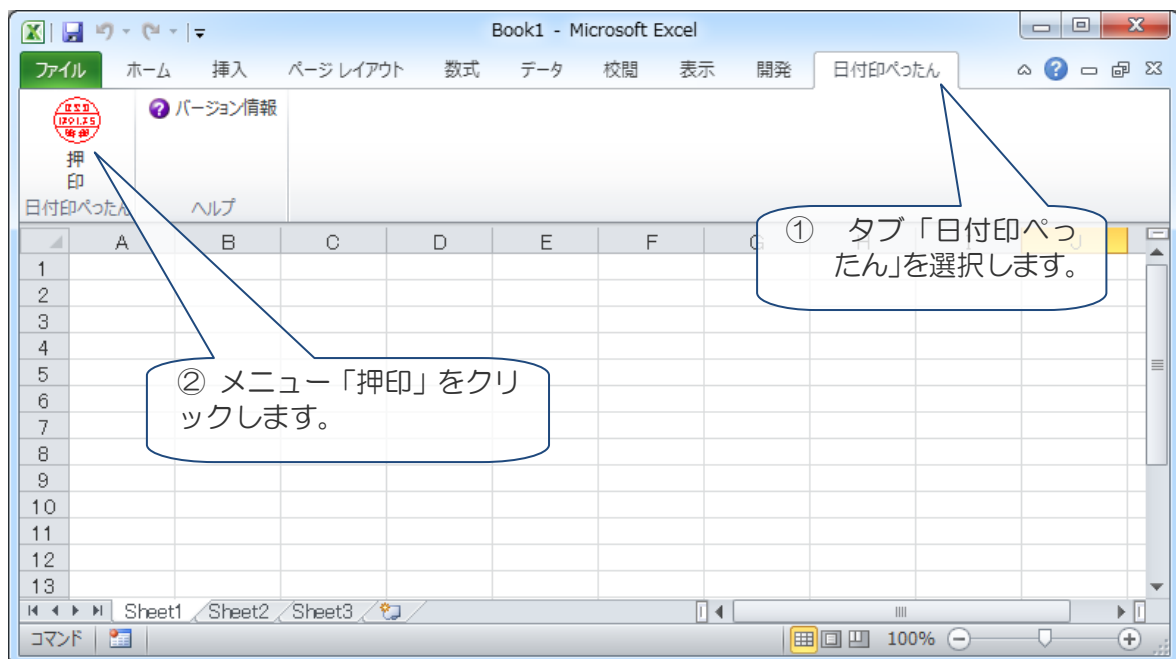 Book1 - Microsoft Excel
ファイル ホーム 挿入 ページ レイアウト 数式 データ 校閲 表示 開発 日付印ぺったん
バージョン情報
押
印
日付印ぺったん ヘルプ
A B C D E F G H I J
① タブ「日付印ぺっ
たん」を選択します。
1
2
3
4
5
② メニュー「押印」をクリ
ックします。
6
7
8
9
10
11
12
13
Sheet1 Sheet2 Sheet3
コマンド 100%